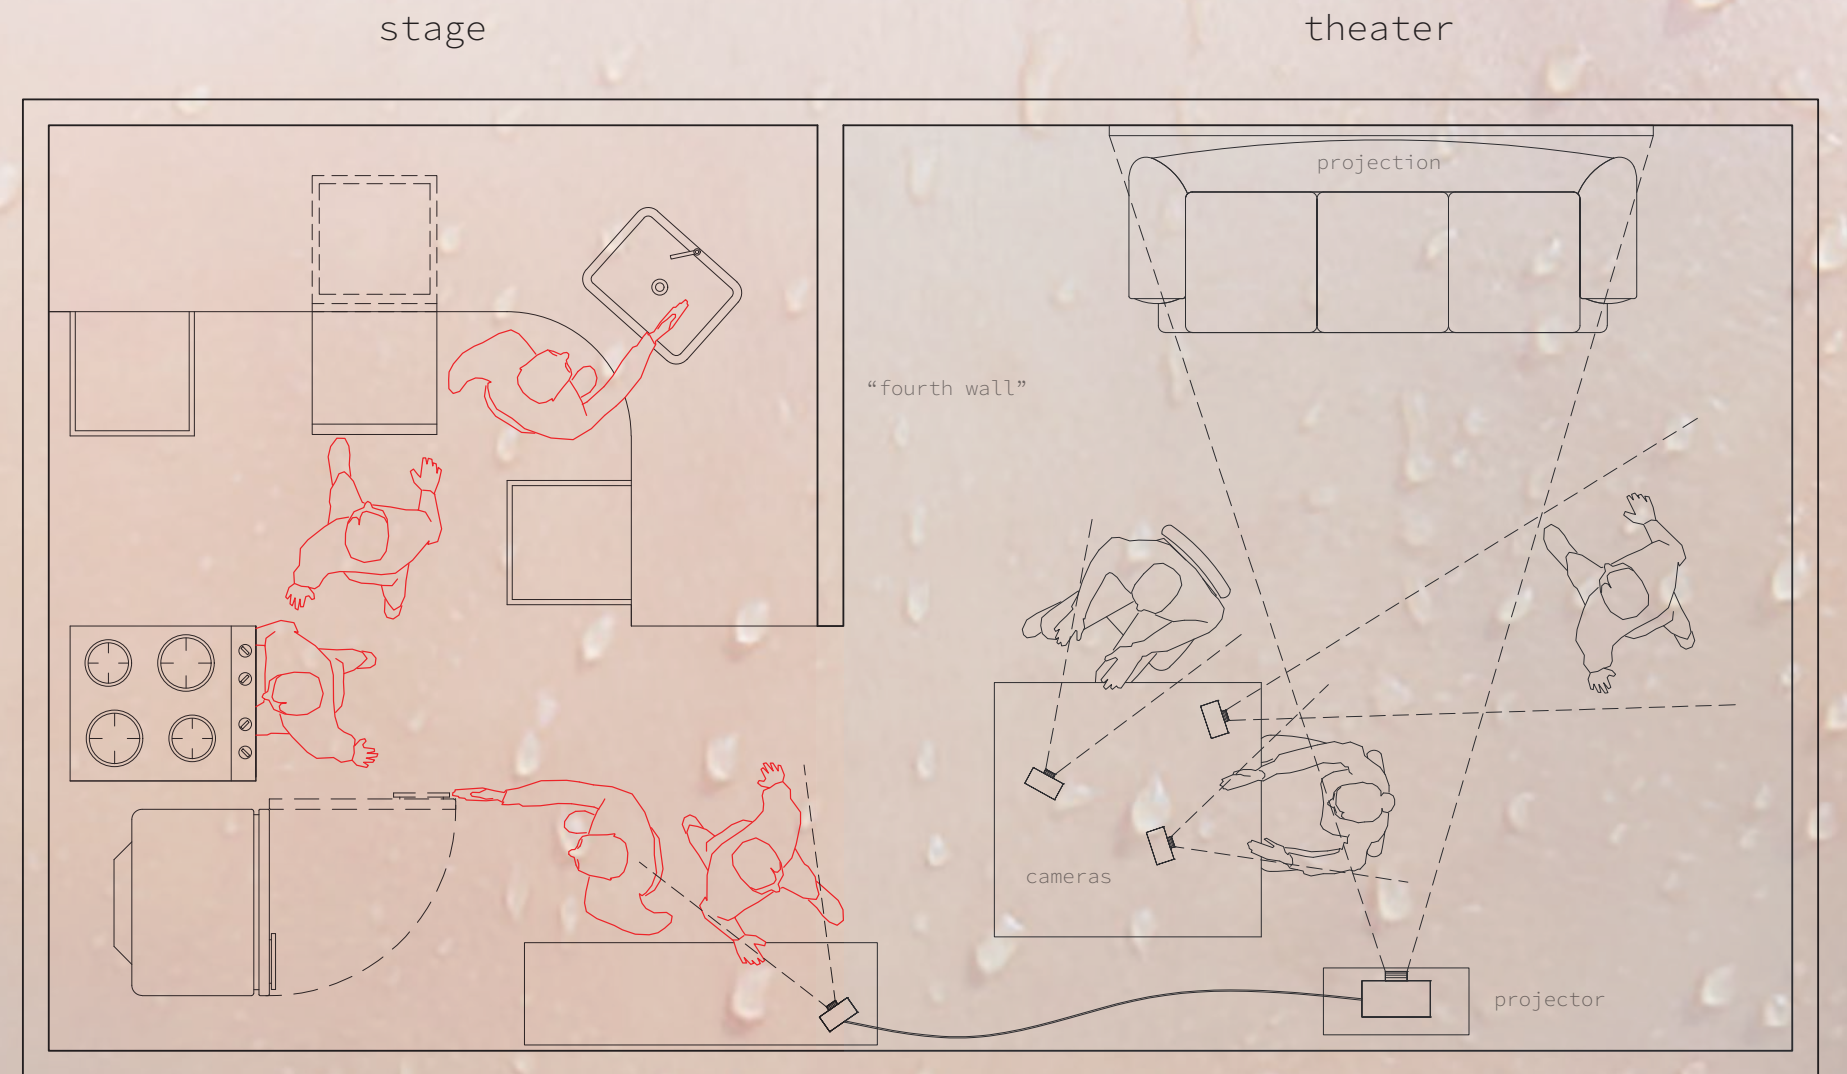 stage
theater
projection
“fourth wall”
cameras
projector